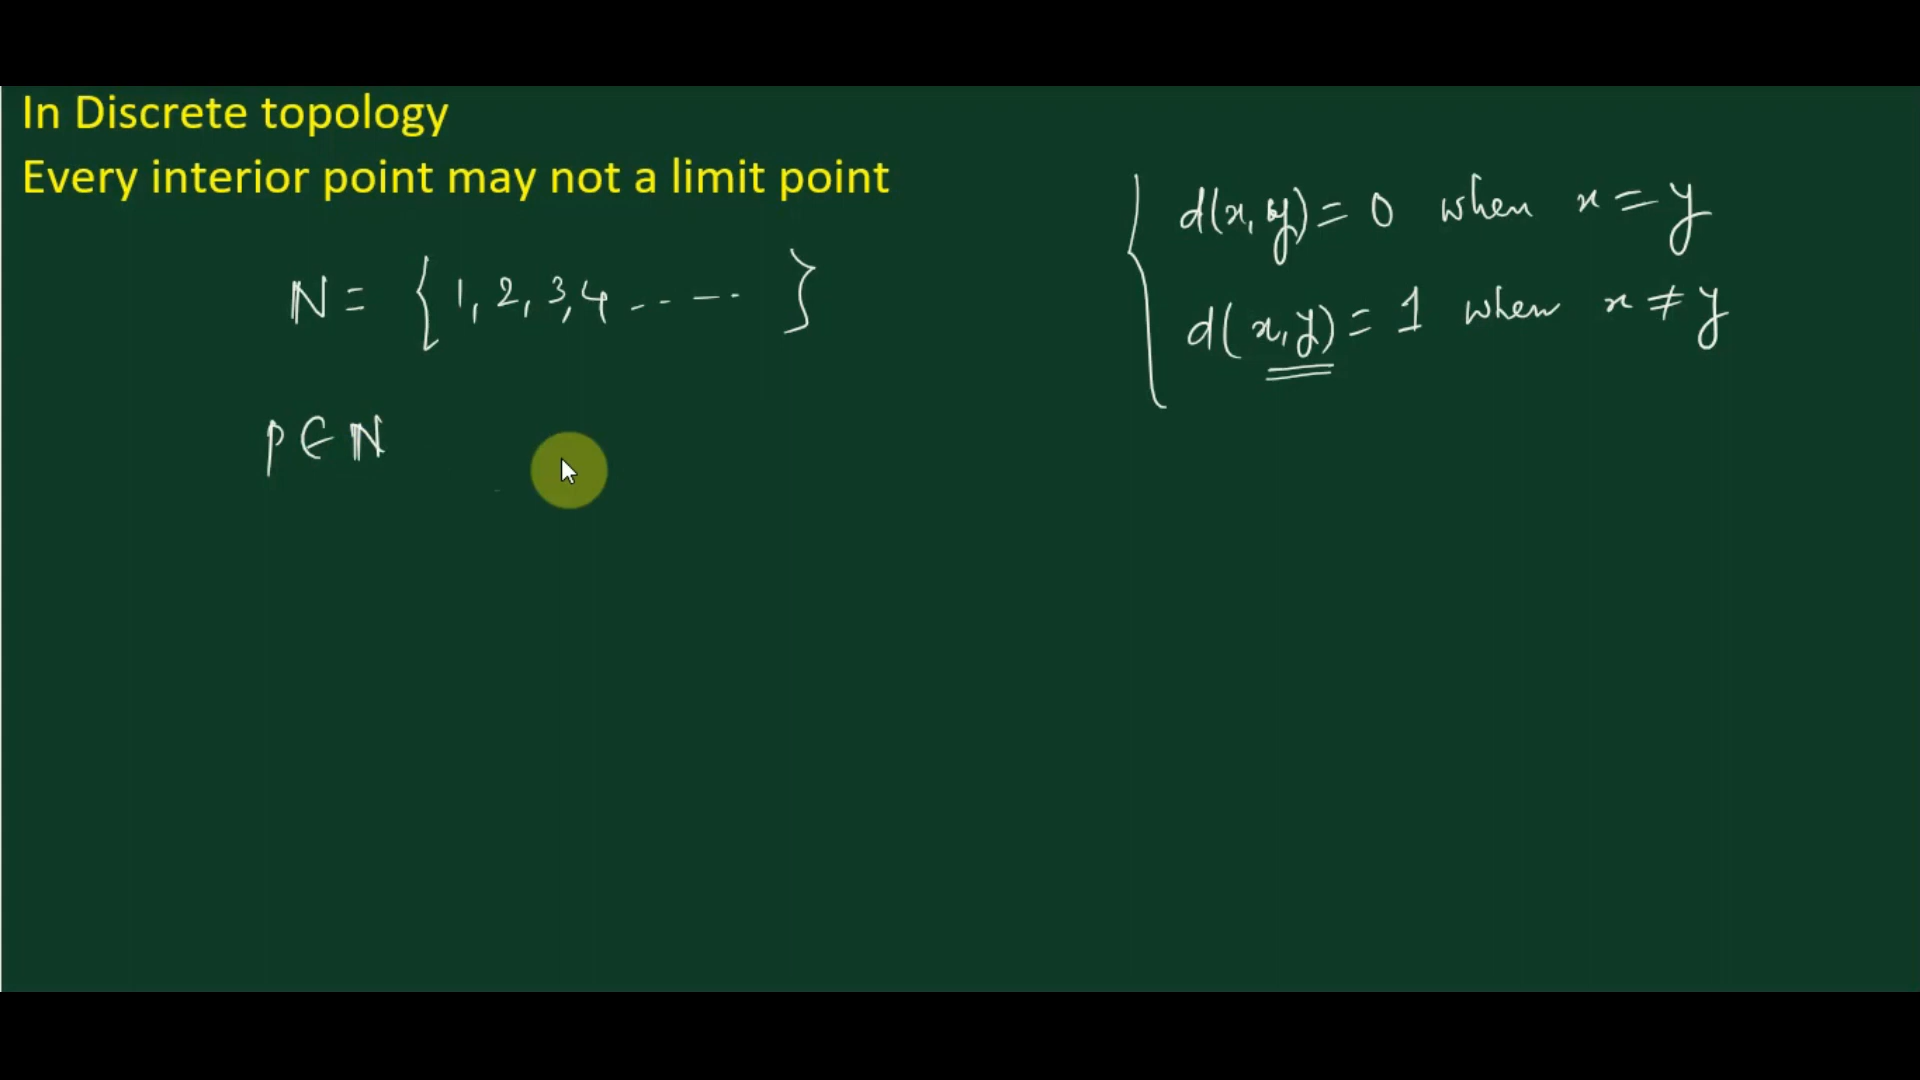 In Discrete topology
Every interior point may not a limit point
ℕ = { 1, 2, 3, 4 ‐ ‐ — ‐ ‐ }
p ∈ ℕ
d(x, y) = 0 when x = y
d(x, y) = 1 when x ≠ y